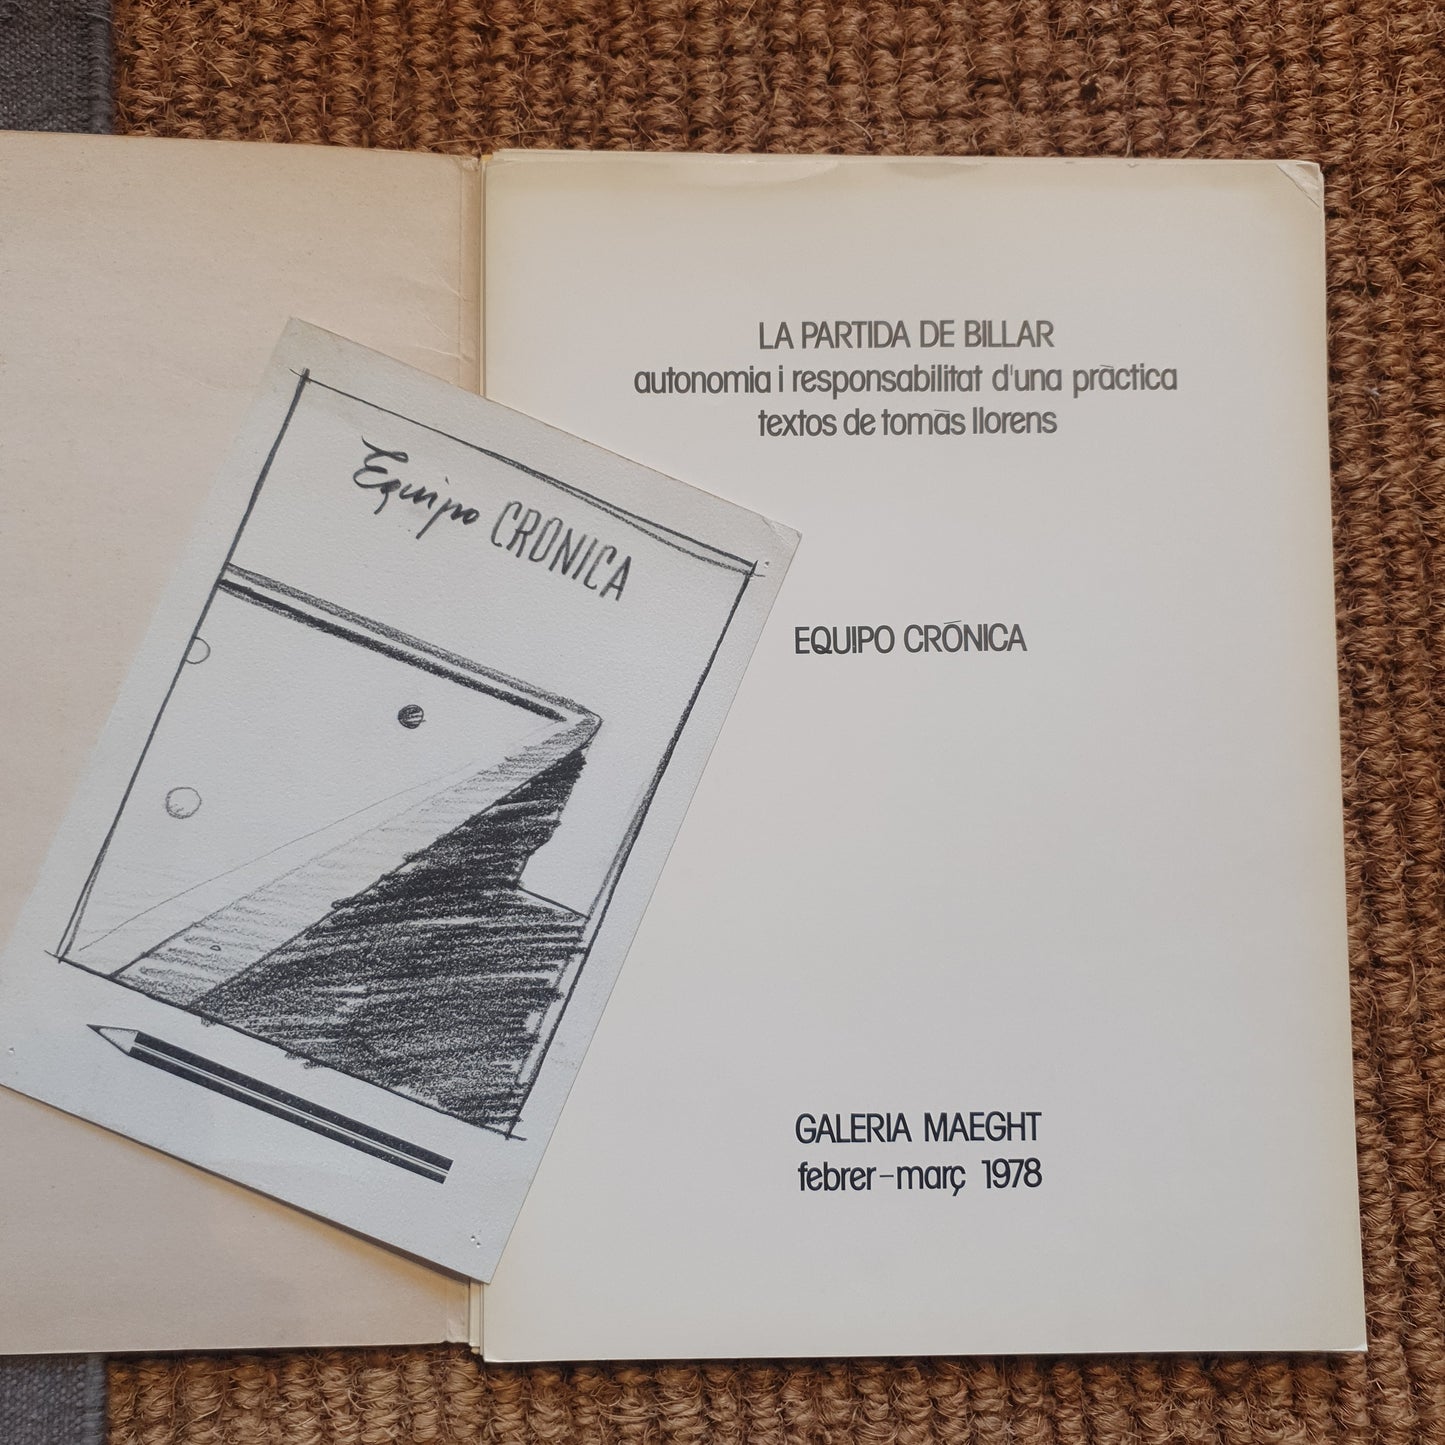 LA PARTIDA DE BILLAR
autonomia i responsabilitat d'una pràctica
textos de tomàs llorens
Equipo CRONICA
EQUIPO CRÓNICA
GALERIA MAEGHT
febrer-març 1978